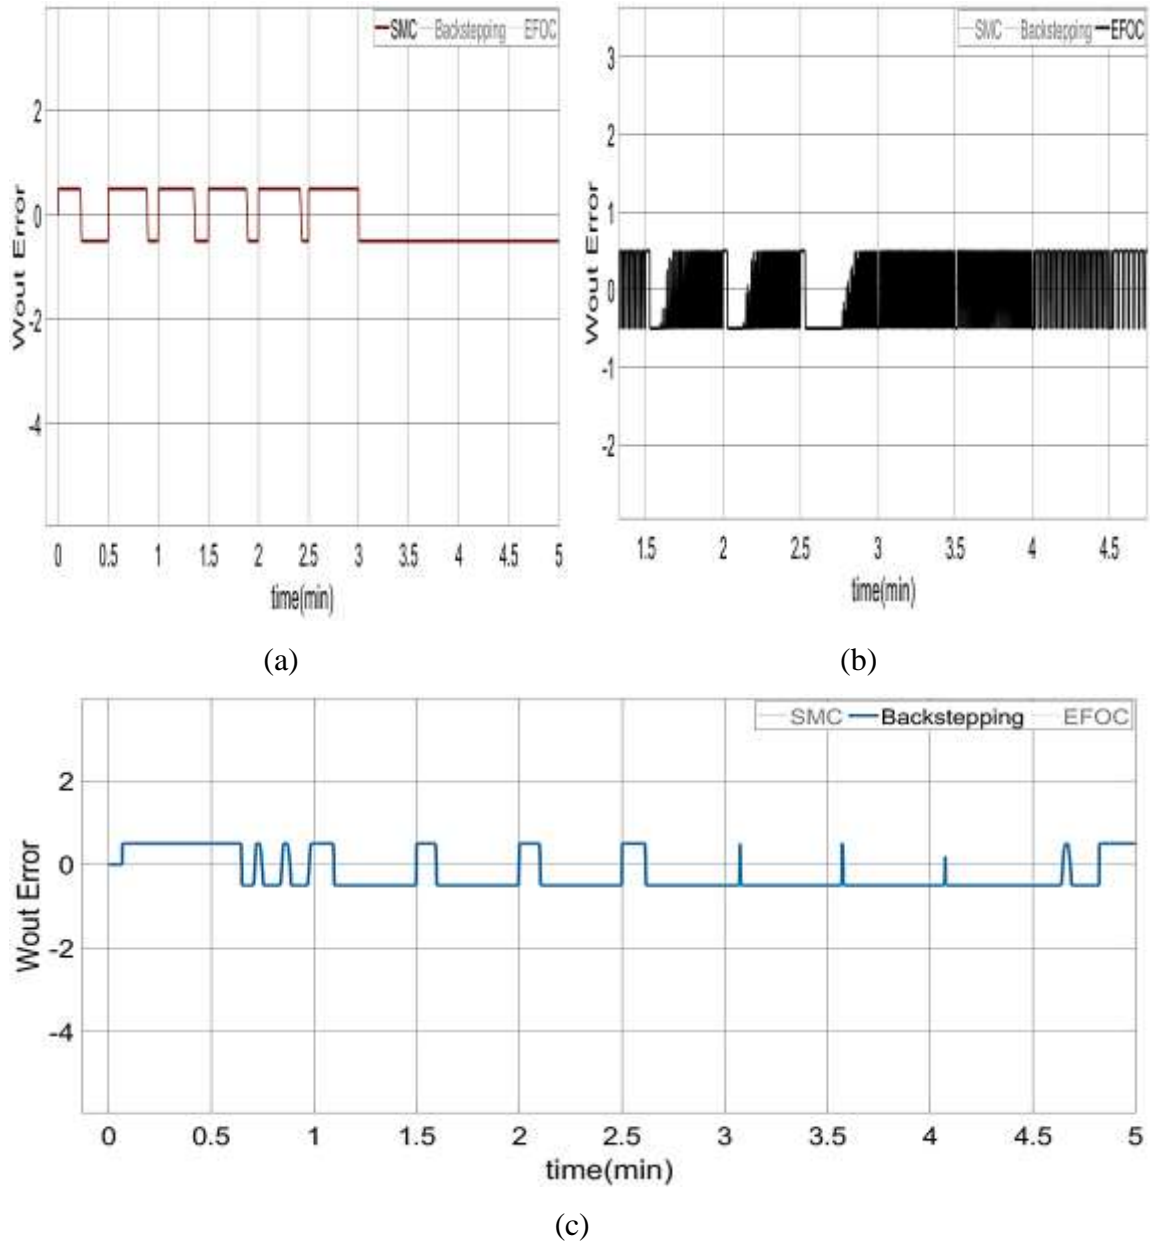 SMC Backstepping EFOC
2
0
-2
-4
Wout Error
0 0.5 1 1.5 2 2.5 3 3.5 4 4.5 5
time(min)
(a)
SMC Backstepping EFOC
3
2
1
0
-1
-2
Wout Error
1.5 2 2.5 3 3.5 4 4.5
time(min)
(b)
SMC Backstepping EFOC
2
0
-2
-4
Wout Error
0 0.5 1 1.5 2 2.5 3 3.5 4 4.5 5
time(min)
(c)